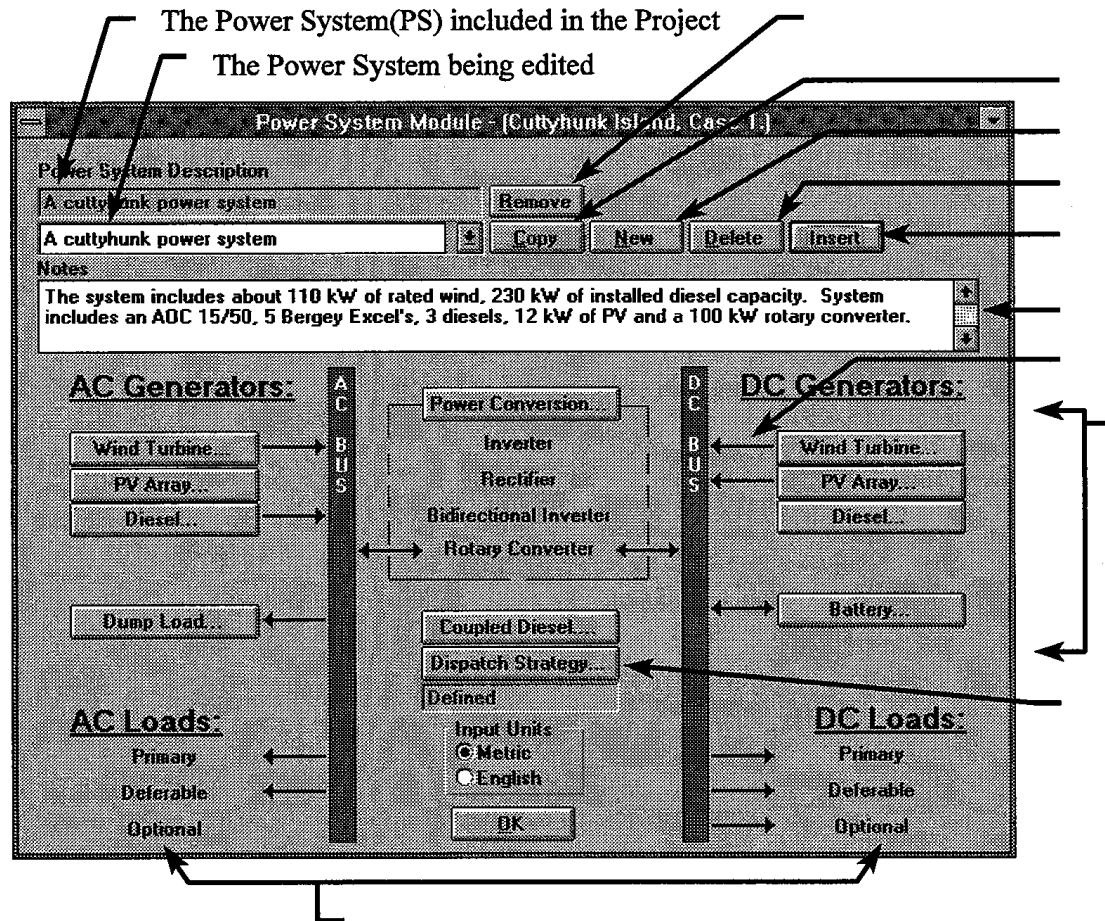 The Power System(PS) included in the Project
The Power System being edited
Power System Module - [Cuttyhunk Island, Case 1.]
Power System Description
A cuttyhunk power system
Remove
A cuttyhunk power system
Copy
New
Delete
Insert
Notes
The system includes about 110 kW of rated wind, 230 kW of installed diesel capacity. System
includes an AOC 15/50, 5 Bergey Excel's, 3 diesels, 12 kW of PV and a 100 kW rotary converter.
AC Generators:
Wind Turbine...
PV Array...
Diesel...
Dump Load...
AC Loads:
Primary
Deferable
Optional
AC BUS
Power Conversion...
Inverter
Rectifier
Bidirectional Inverter
Rotary Converter
Coupled Diesel...
Dispatch Strategy...
Defined
Input Units
Metric
English
OK
DC BUS
DC Generators:
Wind Turbine...
PV Array...
Diesel...
Battery...
DC Loads:
Primary
Deferable
Optional